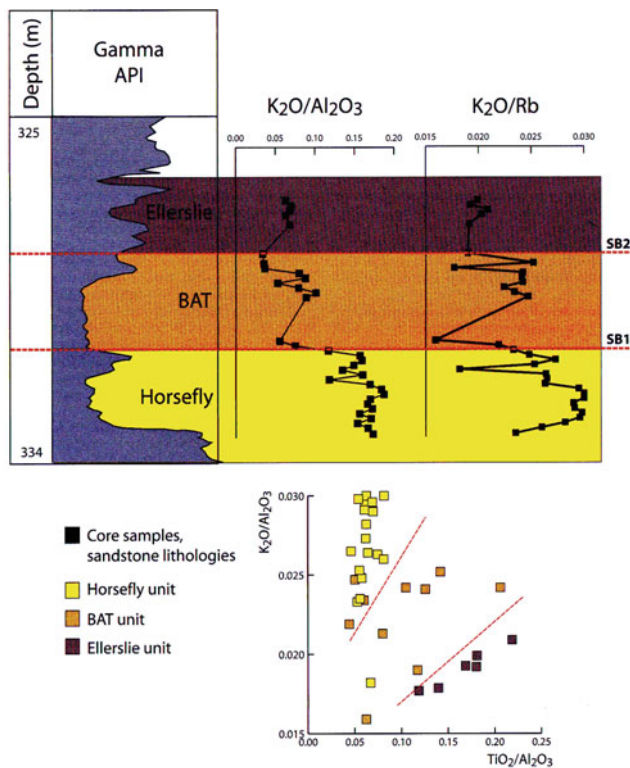 Depth (m)
Gamma
API
K2O/Al2O3
K2O/Rb
0.00 0.05 0.10 0.15 0.20
0.015 0.020 0.025 0.030
325
Ellerslie
SB2
BAT
SB1
Horsefly
334
Core samples,
sandstone lithologies
Horsefly unit
BAT unit
Ellerslie unit
K2O/Al2O3
0.030
0.025
0.020
0.015
0.00 0.05 0.10 0.15 0.20 0.25
TiO2/Al2O3